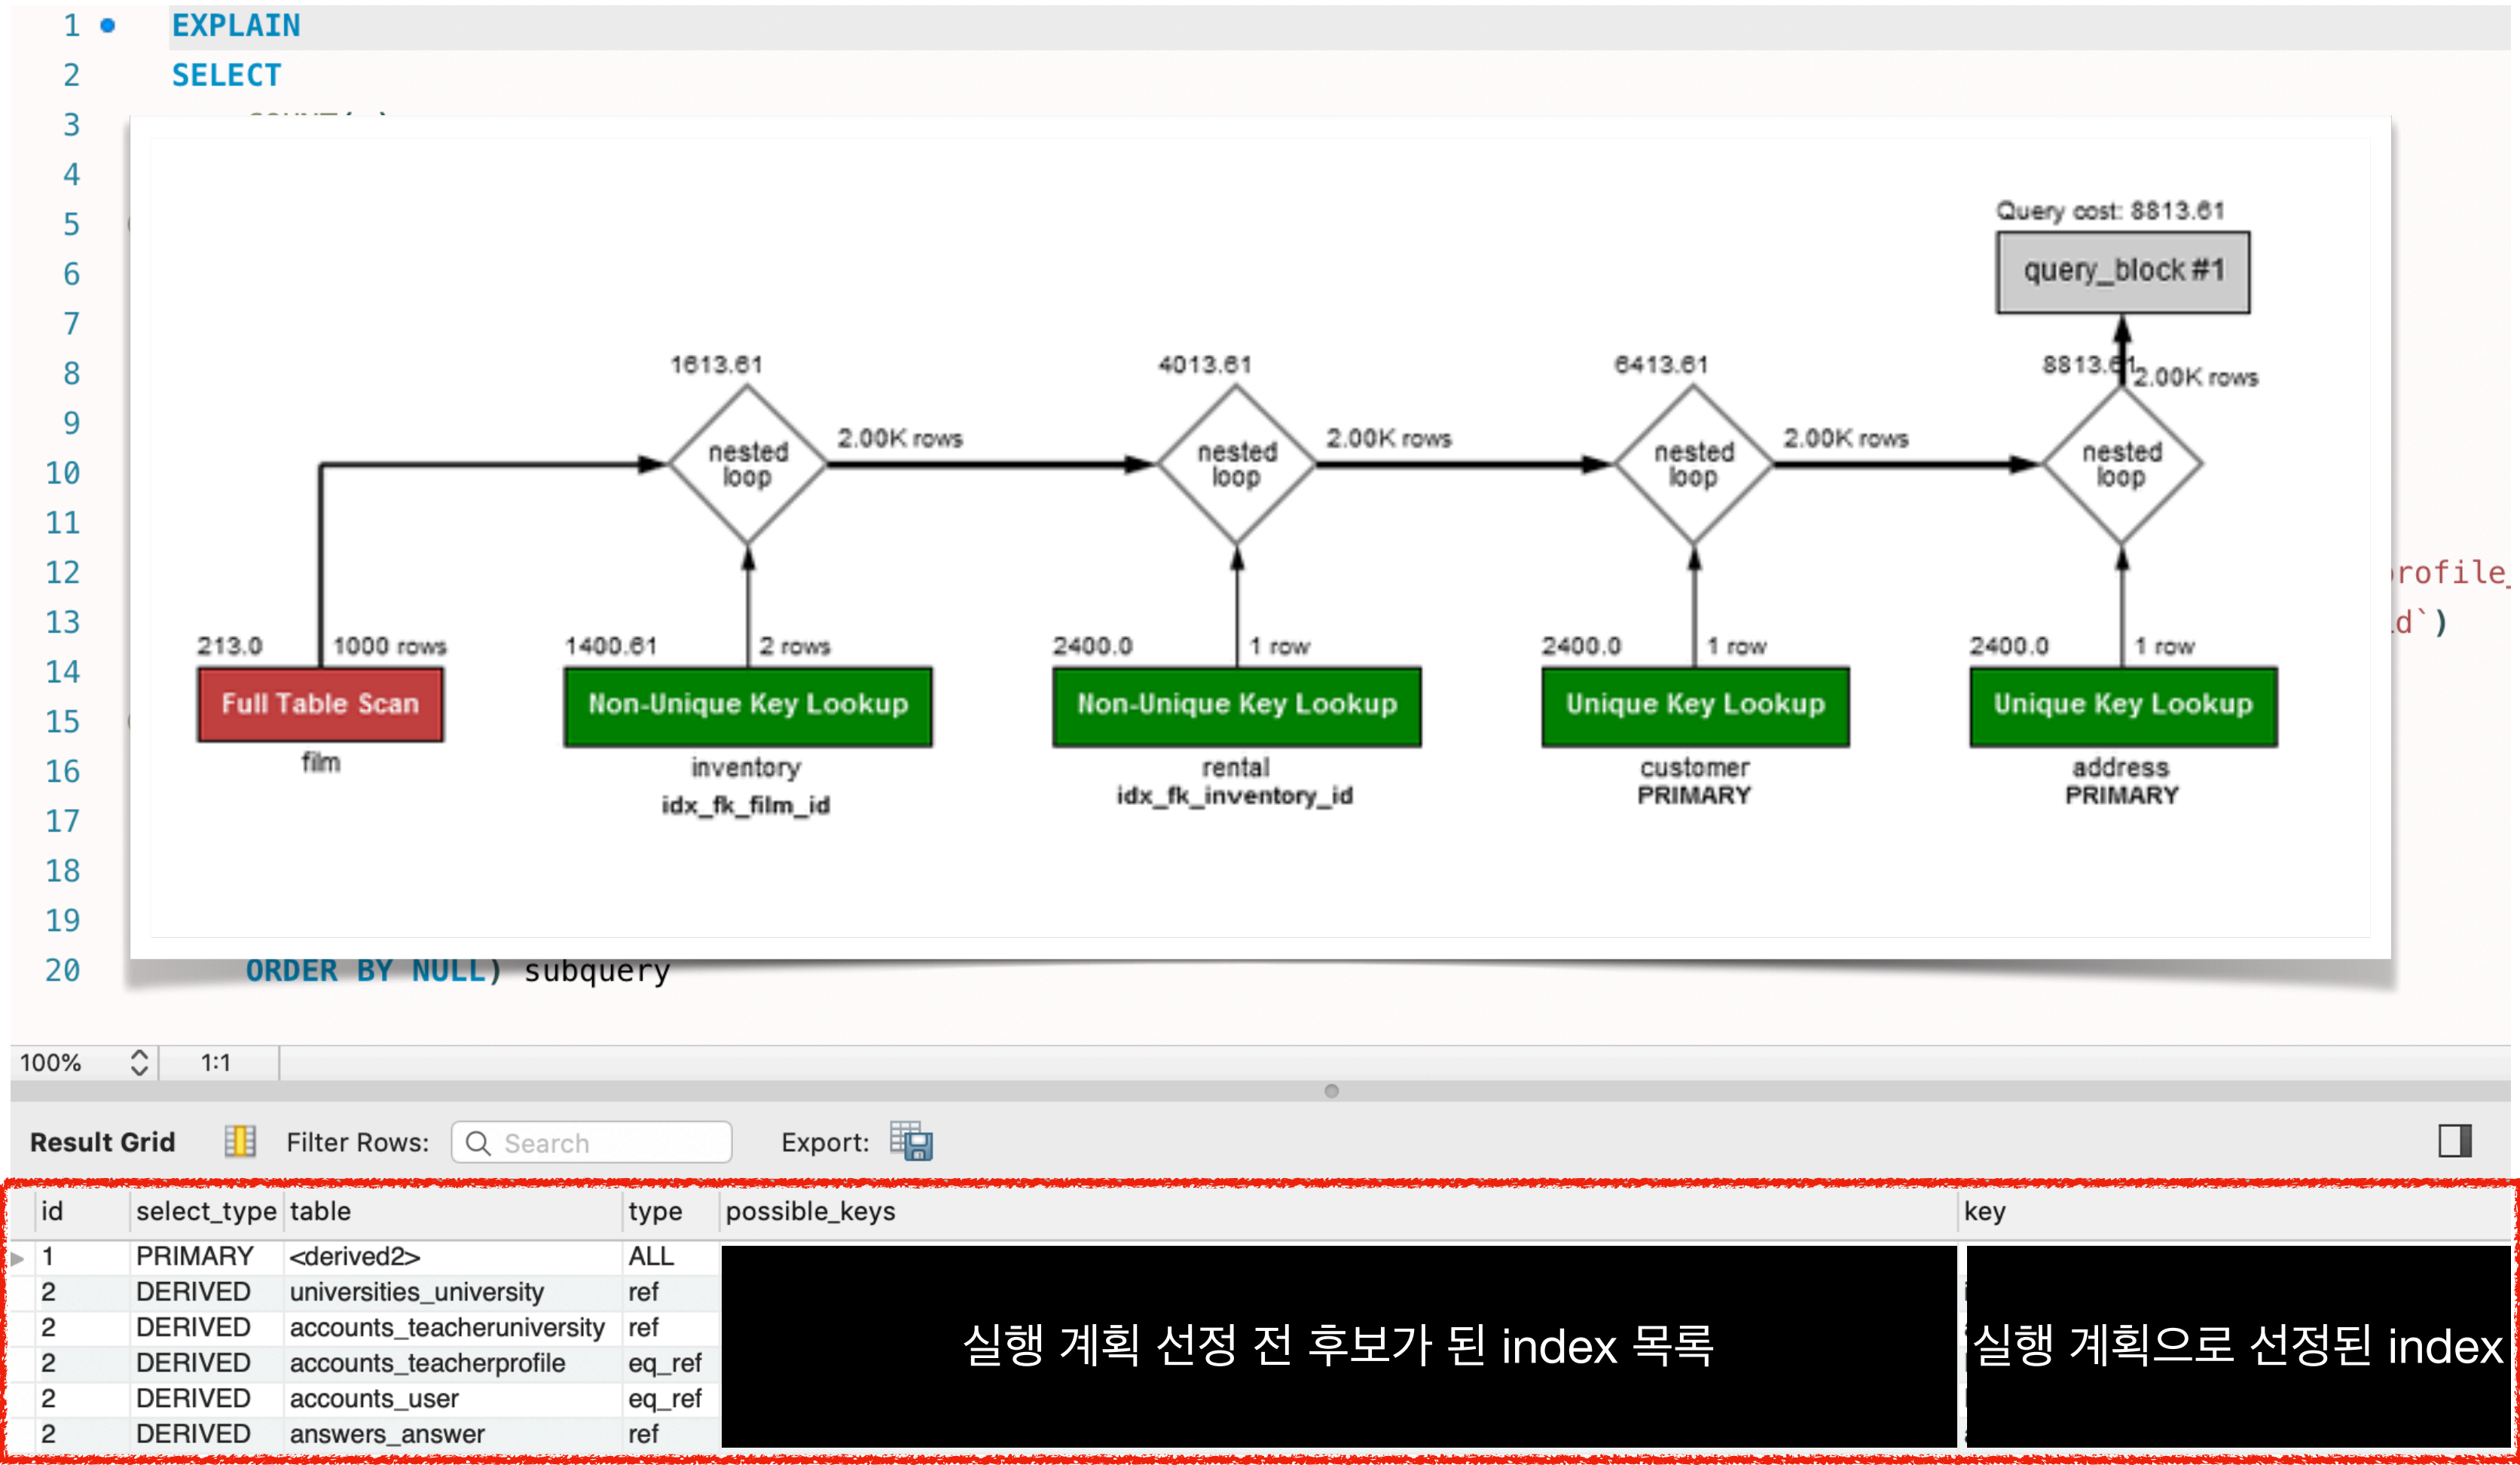 1 EXPLAIN
2 SELECT
3
4
5
6
7
8
9
10
11
12
13
14
15
16
17
18
19
20 ORDER BY NULL) subquery
rofile_
d`)
Query cost: 8813.61
query_block #1
1613.61
4013.61
6413.61
8813.61
2.00K rows
nested
loop
2.00K rows
nested
loop
2.00K rows
nested
loop
2.00K rows
nested
loop
213.0 1000 rows
1400.61 2 rows
2400.0 1 row
2400.0 1 row
2400.0 1 row
Full Table Scan
Non-Unique Key Lookup
Non-Unique Key Lookup
Unique Key Lookup
Unique Key Lookup
film
inventory
idx_fk_film_id
rental
idx_fk_inventory_id
customer
PRIMARY
address
PRIMARY
100% 1:1
Result Grid Filter Rows: Search Export:
id select_type table type possible_keys key
1 PRIMARY <derived2> ALL
2 DERIVED universities_university ref
2 DERIVED accounts_teacheruniversity ref
2 DERIVED accounts_teacherprofile eq_ref
2 DERIVED accounts_user eq_ref
2 DERIVED answers_answer ref
실행 계획 선정 전 후보가 된 index 목록
실행 계획으로 선정된 index